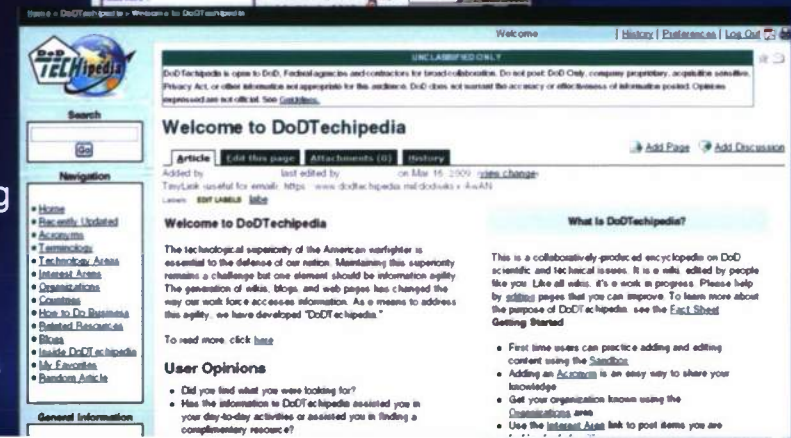 Home » DoDTechipedia » Welcome to DoDTechipedia
Welcome | History | Preferences | Log Out
DoD
TECHipedia
UNCLASSIFIED ONLY
DoDTechipedia is open to DoD, Federal agencies and contractors for broad collaboration. Do not post: DoD Only, company proprietary, acquisition sensitive,
Privacy Act, or other information not appropriate for this audience. DoD does not warrant the accuracy or effectiveness of information posted. Opinions
expressed are not official. See Guidelines.
Search
Go
Welcome to DoDTechipedia
Add Page Add Discussion
Article Edit this page Attachments (0) History
Added by last edited by on Mar 16, 2009 (view change)
TinyLink: (useful for email): https
Labels: EDIT LABELS
g
Navigation
• Home
• Recently Updated
• Acronyms
• Terminology
• Technology Areas
• Interest Areas
• Organizations
• Countries
• How to Do Business
• Related Resources
• Blogs
• Inside DoDTechipedia
• My Favorites
• Random Article
General Information
Welcome to DoDTechipedia
The technological superiority of the American warfighter is
essential to the defense of our nation. Maintaining this superiority
remains a challenge but one element should be information agility.
The generation of wikis, blogs, and web pages has changed the
way our work force accesses information. As a means to address
this agility, we have developed "DoDTechipedia."
To read more, click here
User Opinions
• Did you find what you were looking for?
• Has the information in DoDTechipedia assisted you in
your day-to-day activities or assisted you in finding a
complimentary resource?
What Is DoDTechipedia?
This is a collaboratively-produced encyclopedia on DoD
scientific and technical issues. It is a wiki, edited by people
like you. Like all wikis, it's a work in progress. Please help
by editing pages that you can improve. To learn more about
the purpose of DoDTechipedia, see the Fact Sheet
Getting Started
• First time users can practice adding and editing
content using the Sandbox
• Adding an Acronym is an easy way to share your
knowledge
• Get your organization known using the
Organizations area
• Use the Interest Area link to post items you are